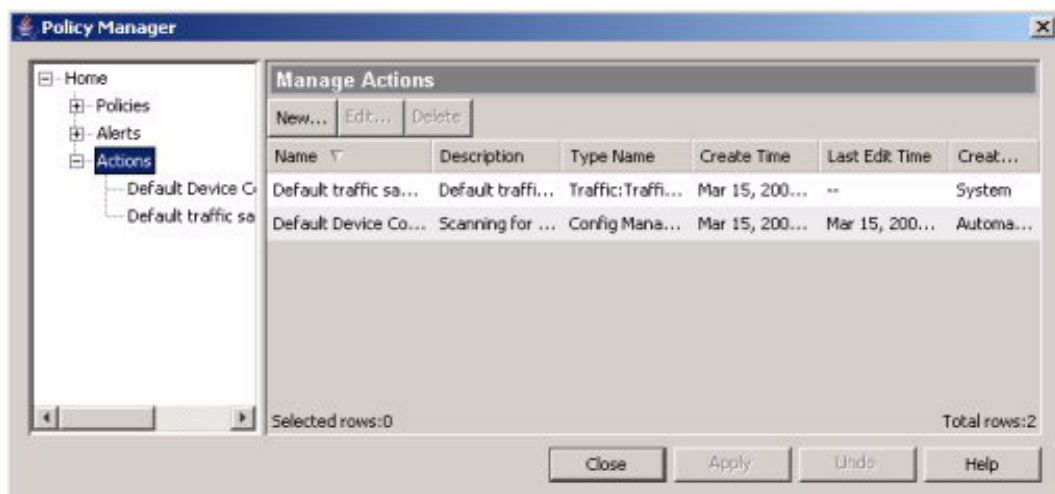 Policy Manager
Home
Policies
Alerts
Actions
Default Device C
Default traffic sa
Manage Actions
New... Edit... Delete
Name Description Type Name Create Time Last Edit Time Creat...
Default traffic sa... Default traffi... Traffic:Traffi... Mar 15, 200... -- System
Default Device Co... Scanning for ... Config Mana... Mar 15, 200... Mar 15, 200... Automa...
Selected rows:0 Total rows:2
Close Apply Undo Help